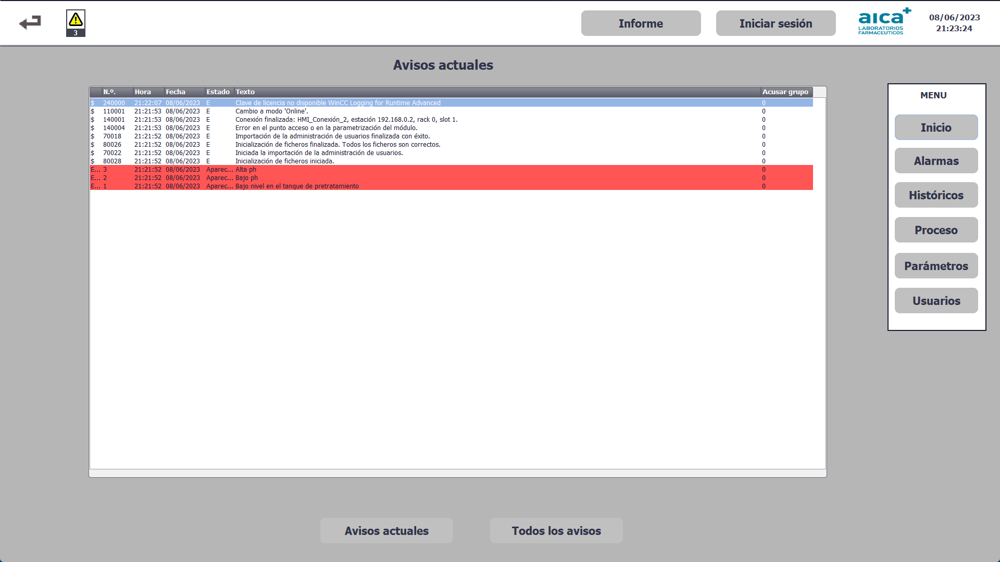 3
Informe
Iniciar sesión
aica+
LABORATORIOS
FARMACEUTICOS
08/06/2023
21:23:24
Avisos actuales
N.º. Hora Fecha Estado Texto Acusar grupo
$ 240000 21:22:07 08/06/2023 E Clave de licencia no disponible WinCC Logging for Runtime Advanced 0
$ 110001 21:21:53 08/06/2023 E Cambio a modo 'Online'. 0
$ 140001 21:21:53 08/06/2023 E Conexión finalizada: HMI_Conexión_2, estación 192.168.0.2, rack 0, slot 1. 0
$ 140004 21:21:53 08/06/2023 E Error en el punto acceso o en la parametrización del módulo. 0
$ 70018 21:21:52 08/06/2023 E Importación de la administración de usuarios finalizada con éxito. 0
$ 80026 21:21:52 08/06/2023 E Inicialización de ficheros finalizada. Todos los ficheros son correctos. 0
$ 70022 21:21:52 08/06/2023 E Iniciada la importación de la administración de usuarios. 0
$ 80028 21:21:52 08/06/2023 E Inicialización de ficheros iniciada. 0
E... 3 21:21:52 08/06/2023 Aparec... Alta ph 0
E... 2 21:21:52 08/06/2023 Aparec... Bajo ph 0
E... 1 21:21:52 08/06/2023 Aparec... Bajo nivel en el tanque de pretratamiento 0
MENU
Inicio
Alarmas
Históricos
Proceso
Parámetros
Usuarios
Avisos actuales
Todos los avisos